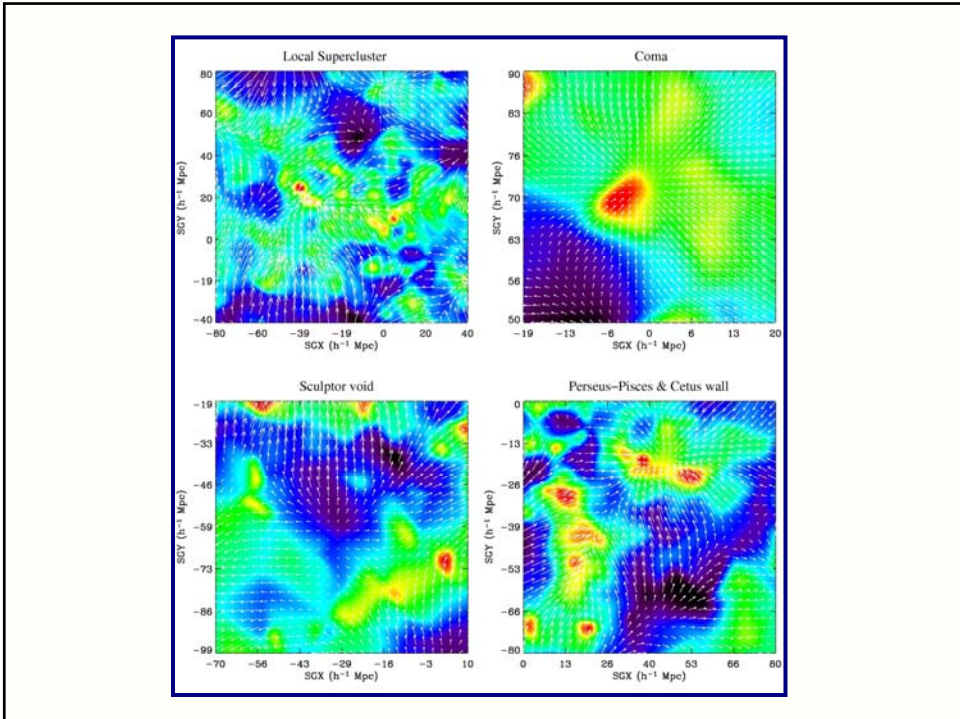 Local Supercluster
80
60
40
20
0
-19
-40
SGY (h⁻¹ Mpc)
-80 -60 -39 -19 0 20 40
SGX (h⁻¹ Mpc)
Coma
90
83
76
70
63
56
50
SGY (h⁻¹ Mpc)
-19 -13 -6 0 6 13 20
SGX (h⁻¹ Mpc)
Sculptor void
-19
-33
-46
-59
-73
-86
-99
SGY (h⁻¹ Mpc)
-70 -56 -43 -29 -16 -3 10
SGX (h⁻¹ Mpc)
Perseus-Pisces & Cetus wall
0
-13
-26
-39
-53
-66
-80
SGY (h⁻¹ Mpc)
0 13 26 40 53 66 80
SGX (h⁻¹ Mpc)